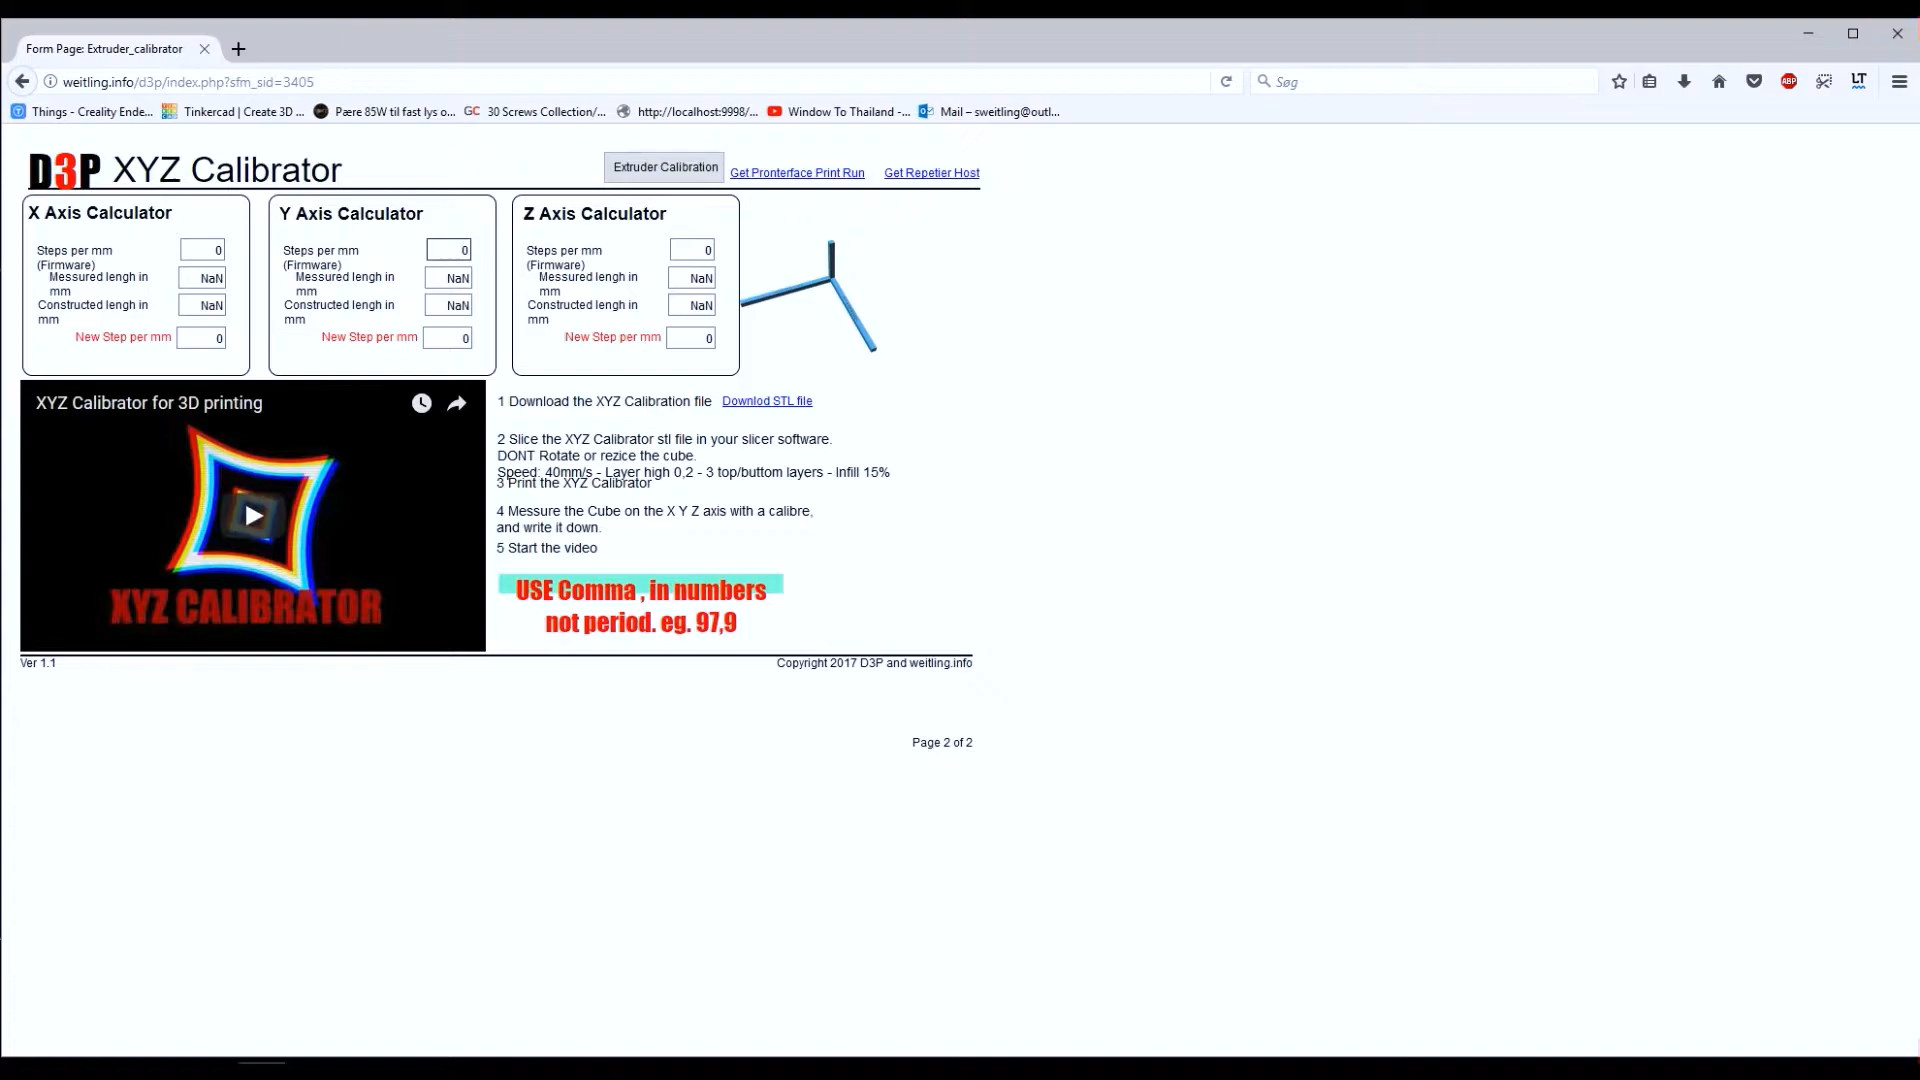 Form Page: Extruder_calibrator
weitling.info/d3p/index.php?sfm_sid=3405
Søg
ABP
LT
Things - Creality Ende...
Tinkercad | Create 3D ...
Pære 85W til fast lys o...
GC 30 Screws Collection/...
http://localhost:9998/...
Window To Thailand -...
Mail – sweitling@outl...
D3P XYZ Calibrator
Extruder Calibration
Get Pronterface Print Run
Get Repetier Host
X Axis Calculator
Steps per mm
(Firmware)
0
Messured lengh in
mm
NaN
Constructed lengh in
mm
NaN
New Step per mm
0
Y Axis Calculator
Steps per mm
(Firmware)
0
Messured lengh in
mm
NaN
Constructed lengh in
mm
NaN
New Step per mm
0
Z Axis Calculator
Steps per mm
(Firmware)
0
Messured lengh in
mm
NaN
Constructed lengh in
mm
NaN
New Step per mm
0
XYZ Calibrator for 3D printing
XYZ CALIBRATOR
1 Download the XYZ Calibration file
Downlod STL file
2 Slice the XYZ Calibrator stl file in your slicer software.
DONT Rotate or rezice the cube.
Speed: 40mm/s - Layer high 0,2 - 3 top/buttom layers - Infill 15%
3 Print the XYZ Calibrator
4 Messure the Cube on the X Y Z axis with a calibre,
and write it down.
5 Start the video
USE Comma , in numbers
not period. eg. 97,9
Ver 1.1
Copyright 2017 D3P and weitling.info
Page 2 of 2